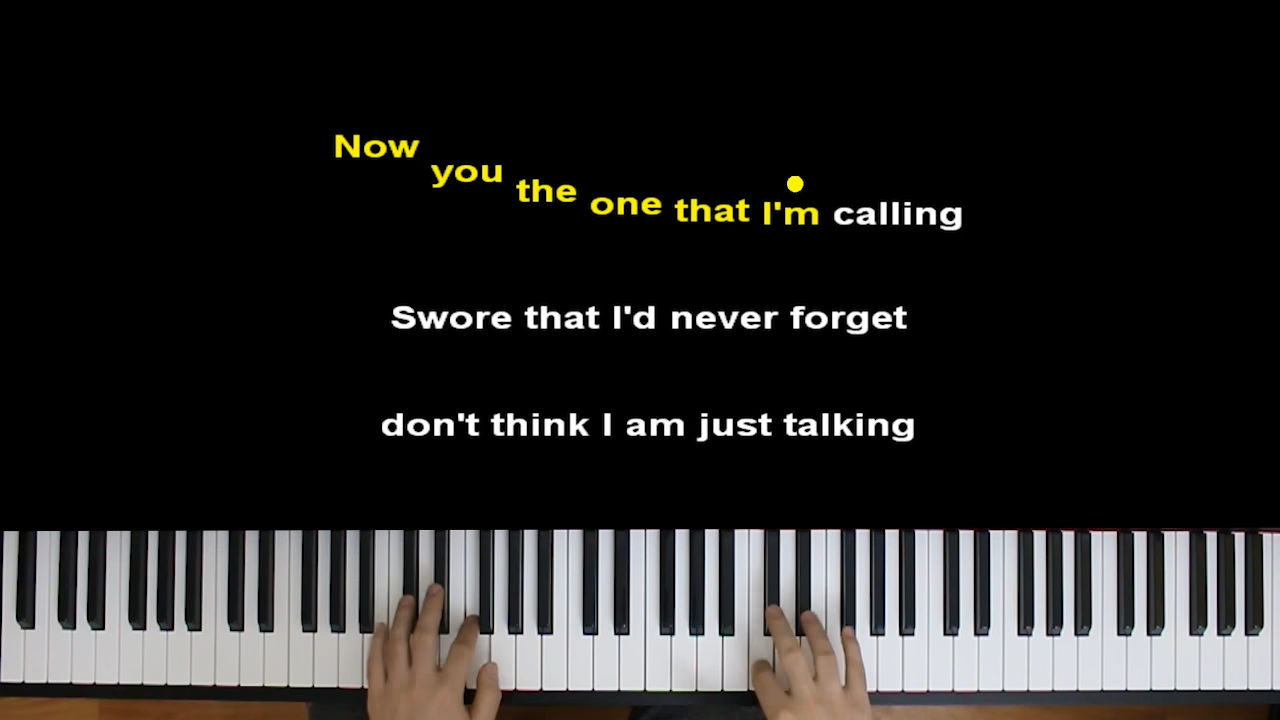 Now you the one that I'm calling
Swore that I'd never forget
don't think I am just talking